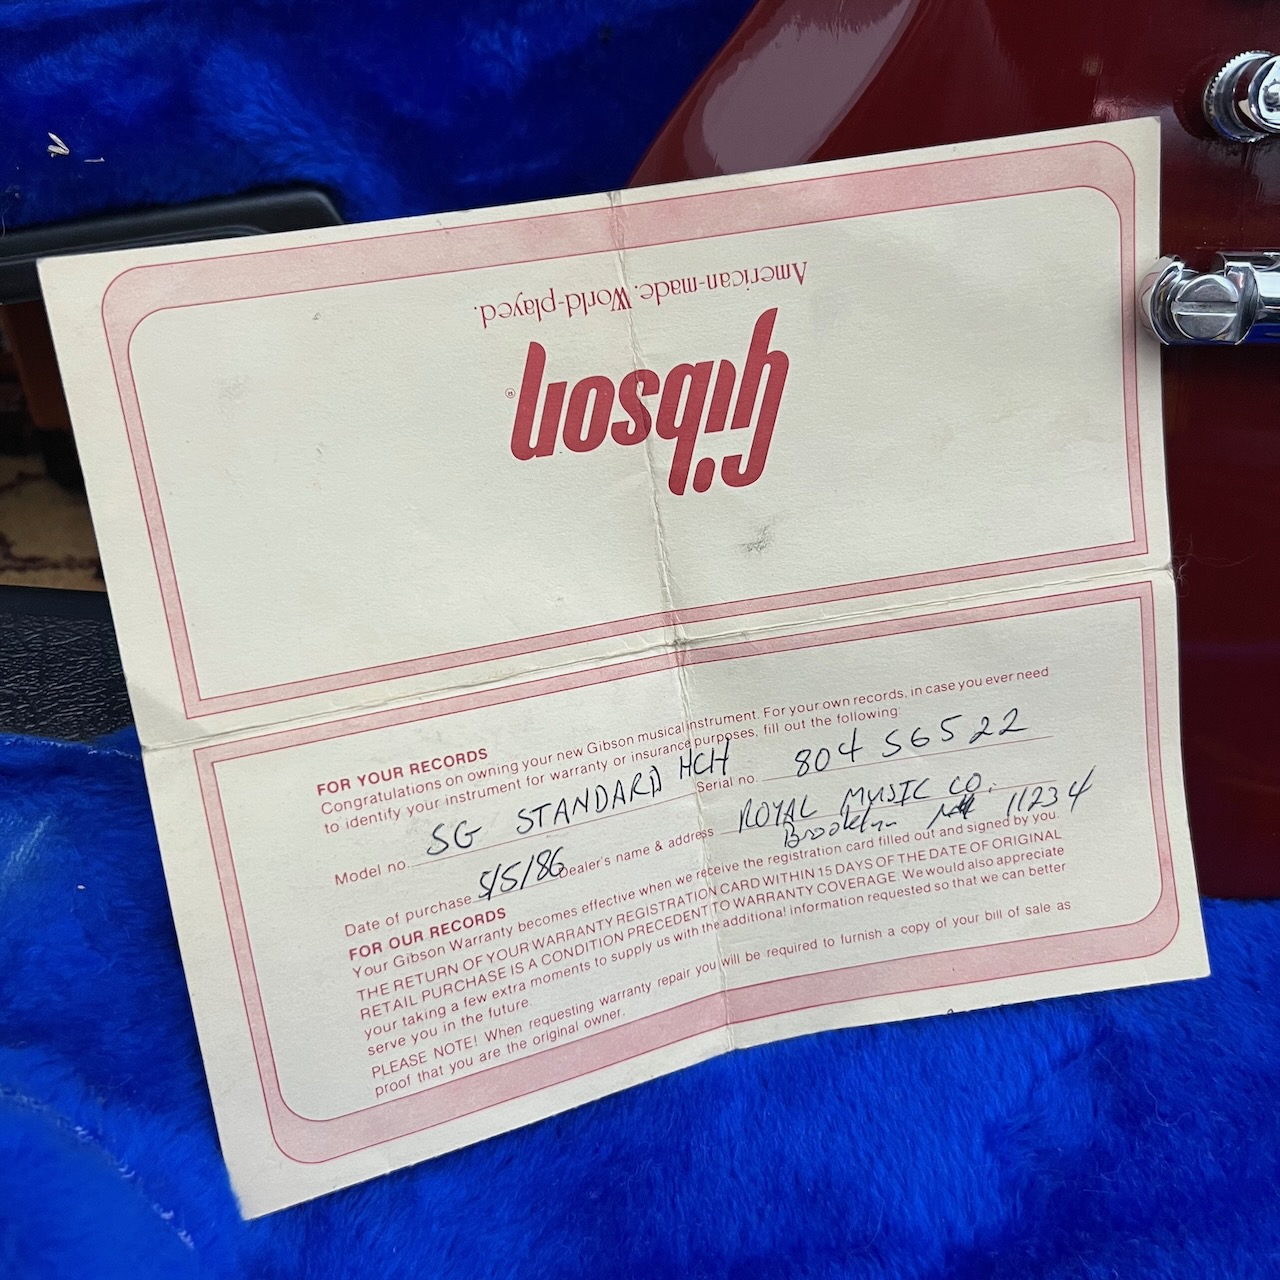 American-made. World-played.
Gibson®
FOR YOUR RECORDS
Congratulations on owning your new Gibson musical instrument. For your own records, in case you ever need
to identify your instrument for warranty or insurance purposes, fill out the following:
Model no. SG STANDARD HCH Serial no. 804 56522
Date of purchase 5/5/86 Dealer's name & address ROYAL MUSIC CO.
Brooklyn 11234
FOR OUR RECORDS
Your Gibson Warranty becomes effective when we receive the registration card filled out and signed by you.
THE RETURN OF YOUR WARRANTY REGISTRATION CARD WITHIN 15 DAYS OF THE DATE OF ORIGINAL
RETAIL PURCHASE IS A CONDITION PRECEDENT TO WARRANTY COVERAGE. We would also appreciate
your taking a few extra moments to supply us with the additional information requested so that we can better
serve you in the future.
PLEASE NOTE! When requesting warranty repair you will be required to furnish a copy of your bill of sale as
proof that you are the original owner.